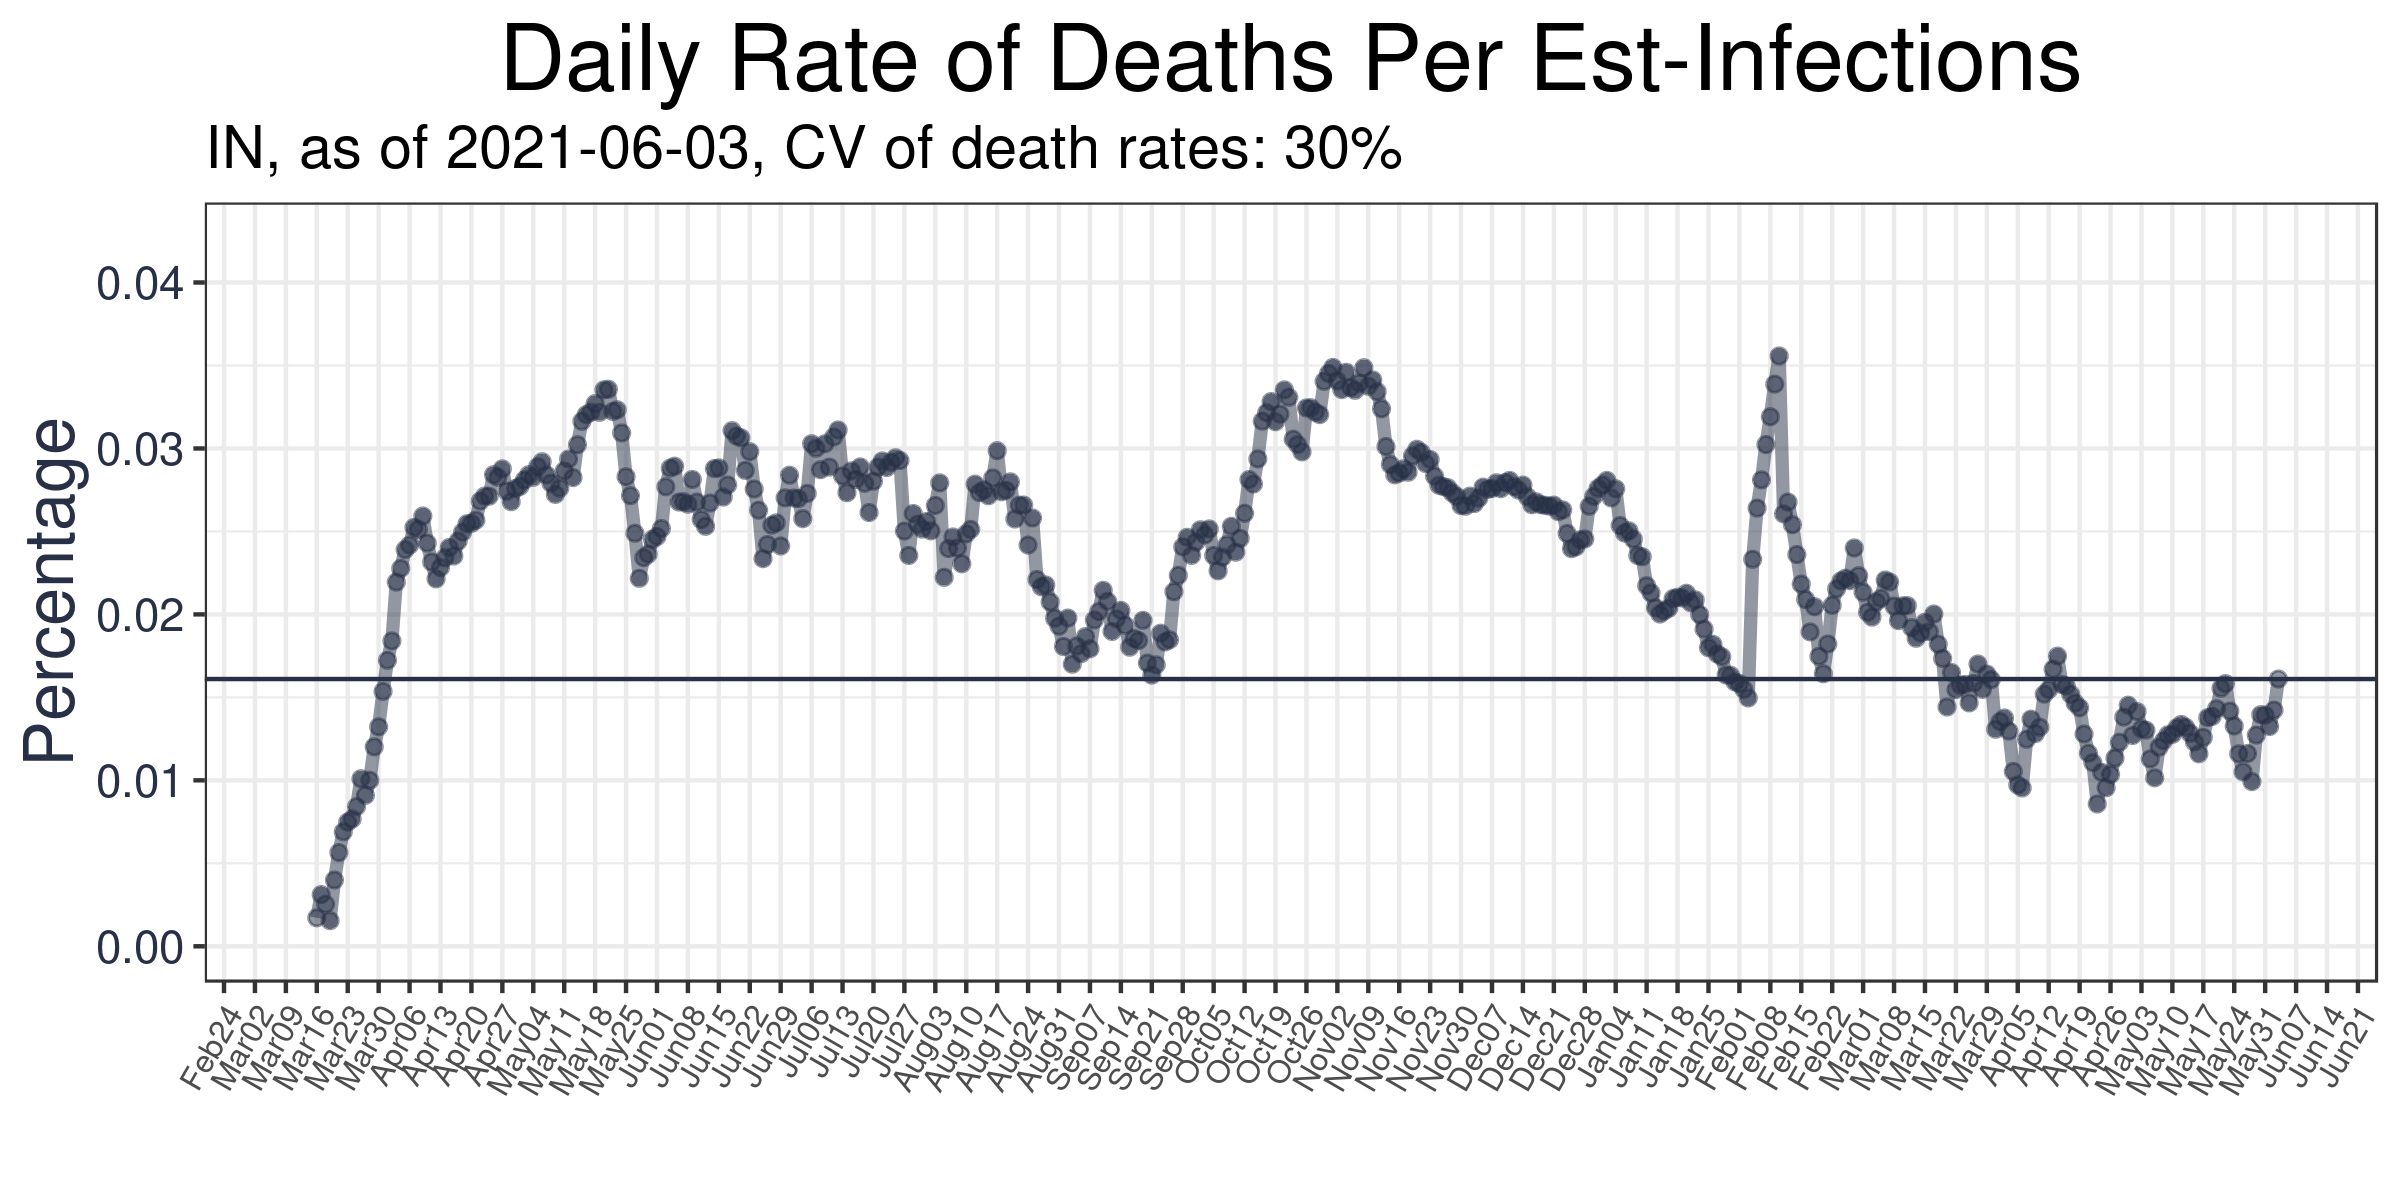 Daily Rate of Deaths Per Est-Infections
IN, as of 2021-06-03, CV of death rates: 30%
Percentage
0.04
0.03
0.02
0.01
0.00
Feb24
Mar02
Mar09
Mar16
Mar23
Mar30
Apr06
Apr13
Apr20
Apr27
May04
May11
May18
May25
Jun01
Jun08
Jun15
Jun22
Jun29
Jul06
Jul13
Jul20
Jul27
Aug03
Aug10
Aug17
Aug24
Aug31
Sep07
Sep14
Sep21
Sep28
Oct05
Oct12
Oct19
Oct26
Nov02
Nov09
Nov16
Nov23
Nov30
Dec07
Dec14
Dec21
Dec28
Jan04
Jan11
Jan18
Jan25
Feb01
Feb08
Feb15
Feb22
Mar01
Mar08
Mar15
Mar22
Mar29
Apr05
Apr12
Apr19
Apr26
May03
May10
May17
May24
May31
Jun07
Jun14
Jun21